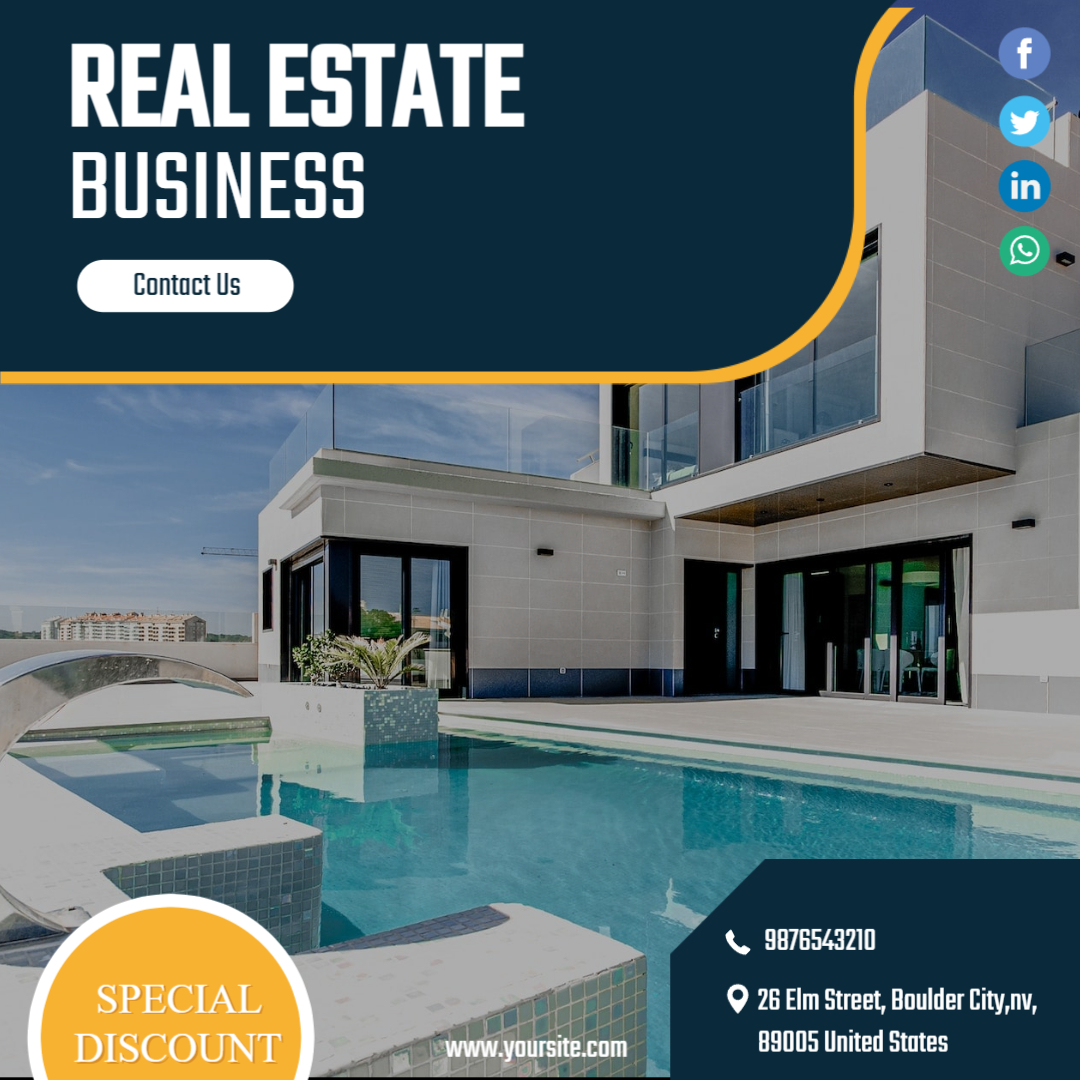 REAL ESTATE
BUSINESS
Contact Us
f
in
9876543210
26 Elm Street, Boulder City,nv,
89005 United States
SPECIAL
DISCOUNT
www.yoursite.com